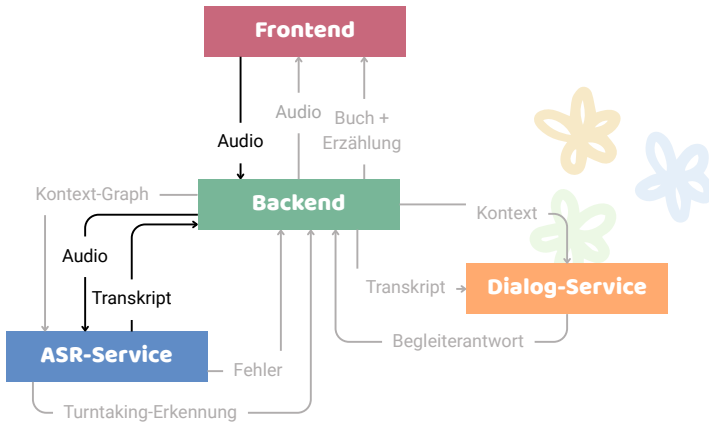 Frontend
Audio
Buch +
Erzählung
Audio
Backend
Kontext-Graph
Kontext
Audio
Transkript
Transkript
Dialog-Service
ASR-Service
Begleiterantwort
Fehler
Turntaking-Erkennung